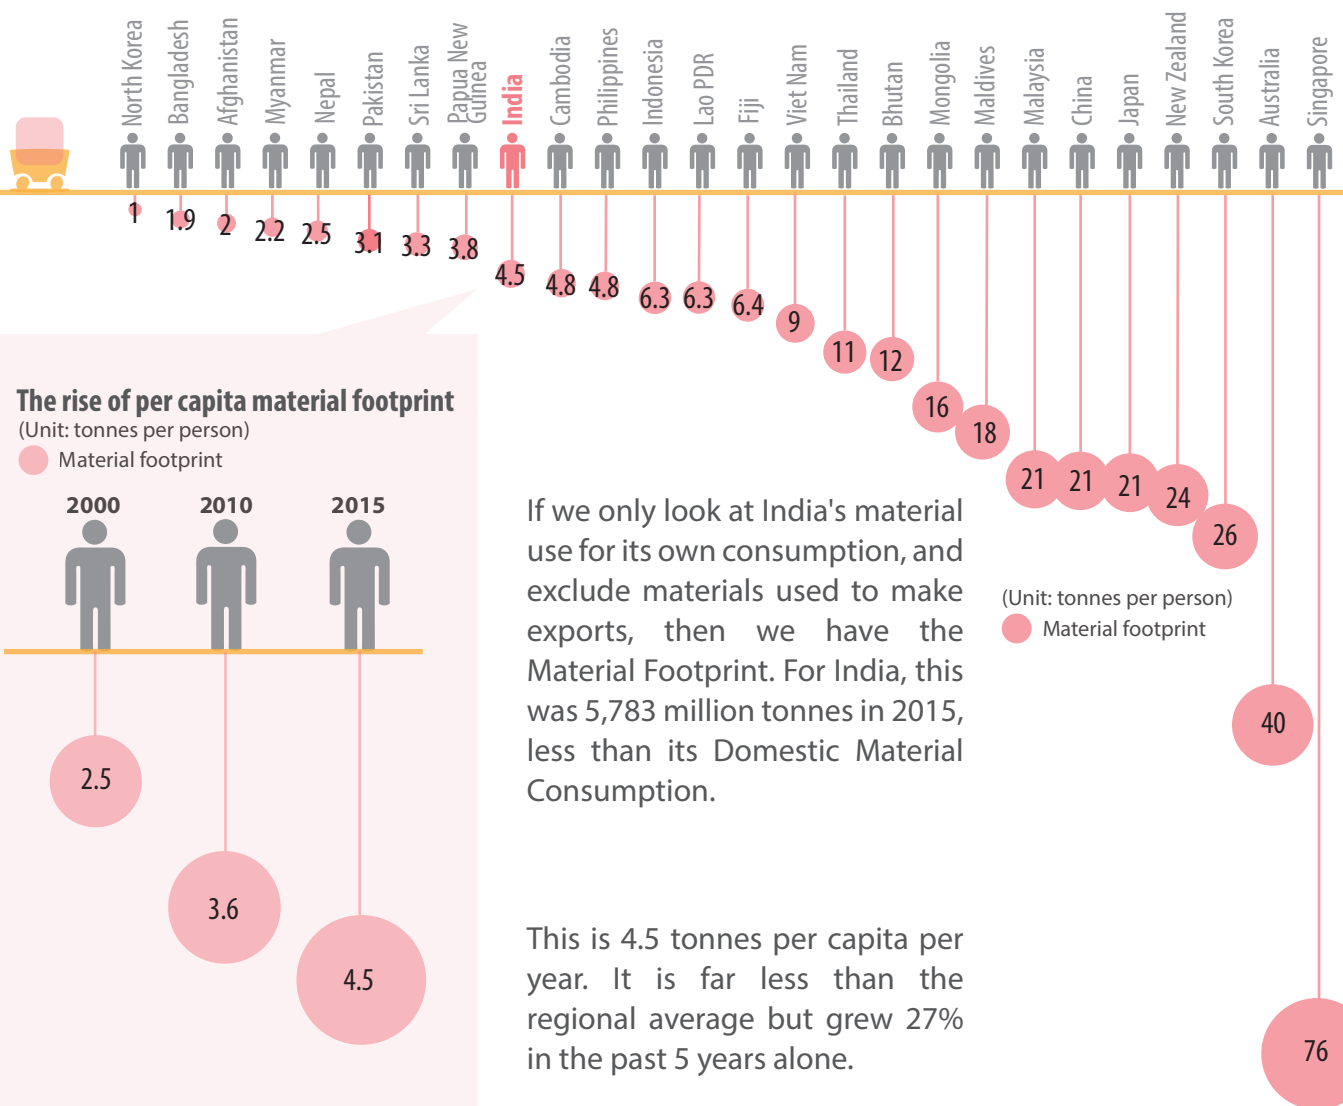 North Korea
Bangladesh
Afghanistan
Myanmar
Nepal
Pakistan
Sri Lanka
Papua New
Guinea
India
Cambodia
Philippines
Indonesia
Lao PDR
Fiji
Viet Nam
Thailand
Bhutan
Mongolia
Maldives
Malaysia
China
Japan
New Zealand
South Korea
Australia
Singapore
1
1.9
2
2.2
2.5
3.1
3.3
3.8
4.5
4.8
4.8
6.3
6.3
6.4
9
11
12
16
18
21
21
21
24
26
40
76
The rise of per capita material footprint
(Unit: tonnes per person)
Material footprint
2000
2010
2015
2.5
3.6
4.5
If we only look at India's material
use for its own consumption, and
exclude materials used to make
exports, then we have the
Material Footprint. For India, this
was 5,783 million tonnes in 2015,
less than its Domestic Material
Consumption.
This is 4.5 tonnes per capita per
year. It is far less than the
regional average but grew 27%
in the past 5 years alone.
(Unit: tonnes per person)
Material footprint